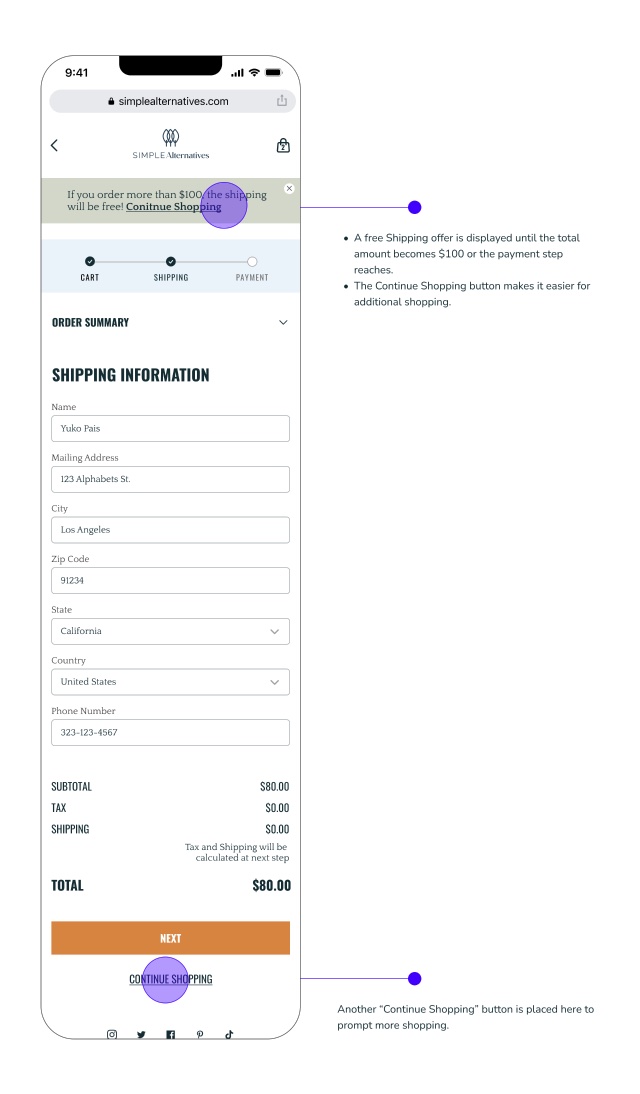 9:41
simplealternatives.com
SIMPLEAlternatives
2
If you order more than $100, the shipping
will be free! Conitnue Shopping
CART SHIPPING PAYMENT
• A free Shipping offer is displayed until the total
amount becomes $100 or the payment step
reaches.
• The Continue Shopping button makes it easier for
additional shopping.
ORDER SUMMARY
SHIPPING INFORMATION
Name
Yuko Pais
Mailing Address
123 Alphabets St.
City
Los Angeles
Zip Code
91234
State
California
Country
United States
Phone Number
323-123-4567
SUBTOTAL $80.00
TAX $0.00
SHIPPING $0.00
Tax and Shipping will be
calculated at next step
TOTAL $80.00
NEXT
CONTINUE SHOPPING
Another “Continue Shopping” button is placed here to
prompt more shopping.